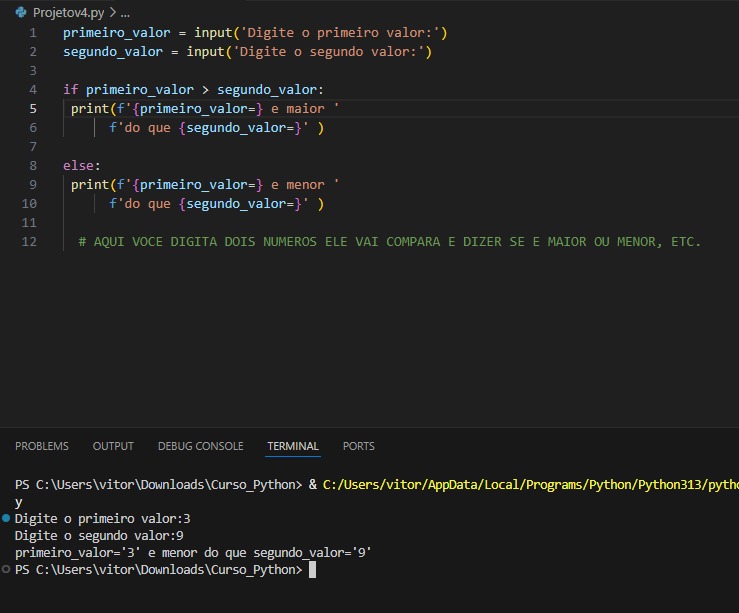 Projetov4.py > ...
1 primeiro_valor = input('Digite o primeiro valor:')
2 segundo_valor = input('Digite o segundo valor:')
3
4 if primeiro_valor > segundo_valor:
5 print(f'{primeiro_valor=} e maior '
6 f'do que {segundo_valor=}' )
7
8 else:
9 print(f'{primeiro_valor=} e menor '
10 f'do que {segundo_valor=}' )
11
12 # AQUI VOCE DIGITA DOIS NUMEROS ELE VAI COMPARA E DIZER SE E MAIOR OU MENOR, ETC.
PROBLEMS OUTPUT DEBUG CONSOLE TERMINAL PORTS
PS C:\Users\vitor\Downloads\Curso_Python> & C:/Users/vitor/AppData/Local/Programs/Python/Python313/pytho
y
Digite o primeiro valor:3
Digite o segundo valor:9
primeiro_valor='3' e menor do que segundo_valor='9'
PS C:\Users\vitor\Downloads\Curso_Python>